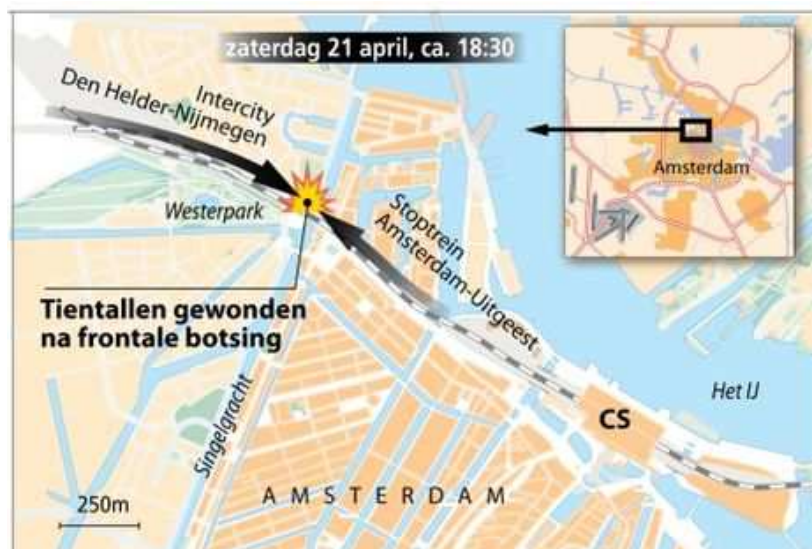 zaterdag 21 april, ca. 18:30
Intercity
Den Helder-Nijmegen
Amsterdam
Westerpark
Stoptrein
Amsterdam-Uitgeest
Tientallen gewonden
na frontale botsing
Singelgracht
Het IJ
CS
250m
AMSTERDAM